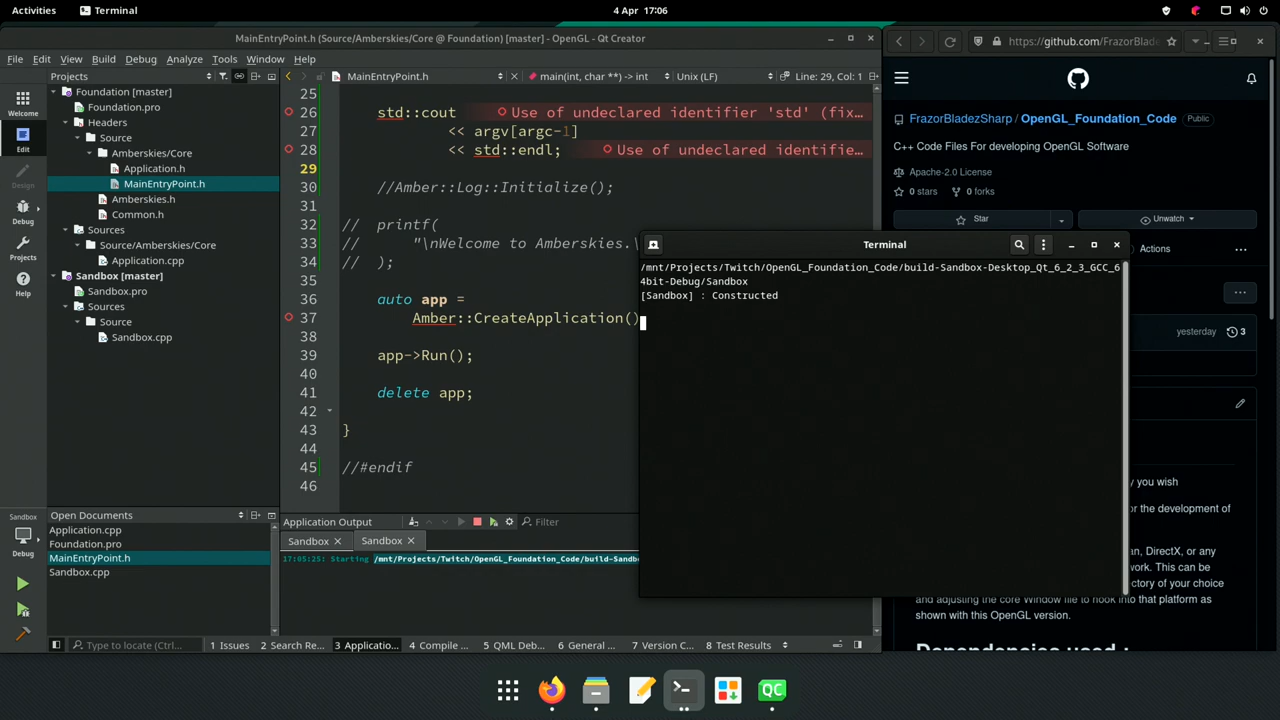 Activities
Terminal
4 Apr 17:06
MainEntryPoint.h (Source/Amberskies/Core @ Foundation) [master] - OpenGL - Qt Creator
File Edit View Build Debug Analyze Tools Window Help
Projects
MainEntryPoint.h
main(int, char **) -> int
Unix (LF)
Line: 29, Col: 1
Welcome
Edit
Design
Debug
Projects
Help
Sandbox
Debug
Foundation [master]
Foundation.pro
Headers
Source
Amberskies/Core
Application.h
MainEntryPoint.h
Amberskies.h
Common.h
Sources
Source/Amberskies/Core
Application.cpp
Sandbox [master]
Sandbox.pro
Sources
Source
Sandbox.cpp
Open Documents
Application.cpp
Foundation.pro
MainEntryPoint.h
Sandbox.cpp
25
26 std::cout Use of undeclared identifier 'std' (fix…
27 << argv[argc-1]
28 << std::endl; Use of undeclared identifie…
29
30 //Amber::Log::Initialize();
31
32 // printf(
33 // "\nWelcome to Amberskies.\
34 // );
35
36 auto app =
37 Amber::CreateApplication()
38
39 app->Run();
40
41 delete app;
42
43 }
44
45 //#endif
46
Application Output
Filter
Sandbox
Sandbox
17:05:25: Starting /mnt/Projects/Twitch/OpenGL_Foundation_Code/build-Sandbo
Type to locate (Ctrl...
1 Issues
2 Search Re...
3 Applicatio...
4 Compile ...
5 QML Deb...
6 General ...
7 Version C...
8 Test Results
Terminal
/mnt/Projects/Twitch/OpenGL_Foundation_Code/build-Sandbox-Desktop_Qt_6_2_3_GCC_6
4bit-Debug/Sandbox
[Sandbox] : Constructed
https://github.com/FrazorBlade
FrazorBladezSharp / OpenGL_Foundation_Code
Public
C++ Code Files For developing OpenGL Software
Apache-2.0 License
0 stars
0 forks
Star
Unwatch
Actions
yesterday
3
y you wish
or the development of
an, DirectX, or any
work. This can be
ectory of your choice
and adjusting the core Window file to hook into that platform as
shown with this OpenGL version.
Dependencies used :
QC